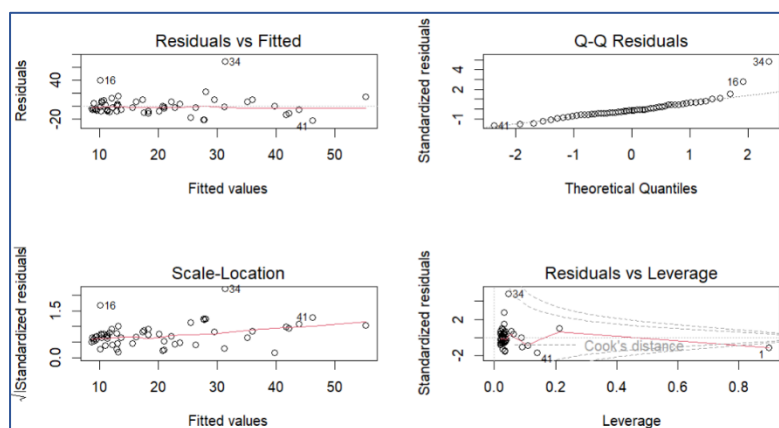 Residuals vs Fitted
Residuals
40
-20
16
34
41
10 20 30 40 50
Fitted values
Q-Q Residuals
Standardized residuals
4
2
-1
34
16
41
-2 -1 0 1 2
Theoretical Quantiles
Scale-Location
√|Standardized residuals|
1.5
0.0
16
34
41
10 20 30 40 50
Fitted values
Residuals vs Leverage
Standardized residuals
2
-2
34
41
Cook's distance
1
0.0 0.2 0.4 0.6 0.8
Leverage